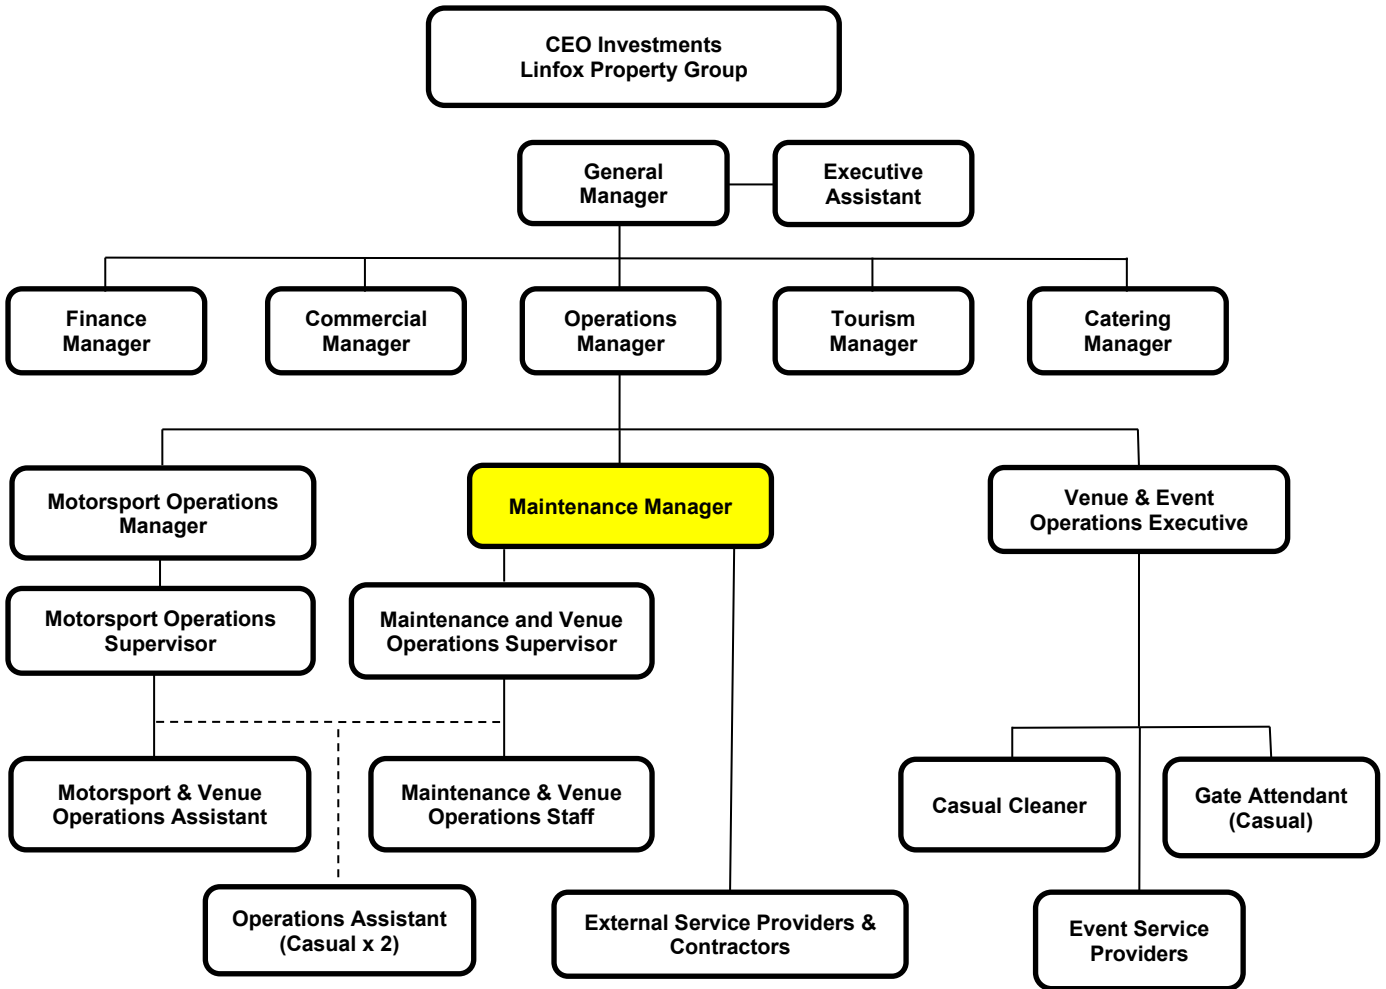 CEO Investments
Linfox Property Group
General
Manager
Executive
Assistant
Finance
Manager
Commercial
Manager
Operations
Manager
Tourism
Manager
Catering
Manager
Motorsport Operations
Manager
Maintenance Manager
Venue & Event
Operations Executive
Motorsport Operations
Supervisor
Maintenance and Venue
Operations Supervisor
Motorsport & Venue
Operations Assistant
Maintenance & Venue
Operations Staff
Casual Cleaner
Gate Attendant
(Casual)
Operations Assistant
(Casual x 2)
External Service Providers &
Contractors
Event Service
Providers